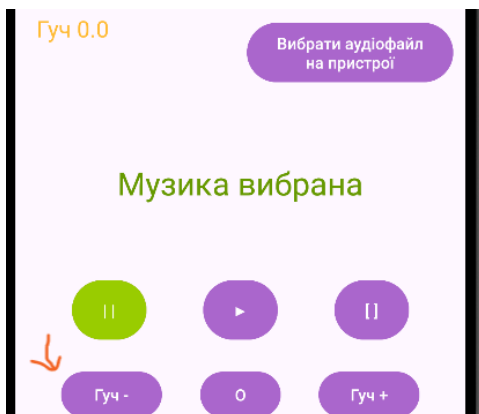 Гуч 0.0
Вибрати аудіофайл
на пристрої
Музика вибрана
| |
►
[ ]
Гуч -
О
Гуч +